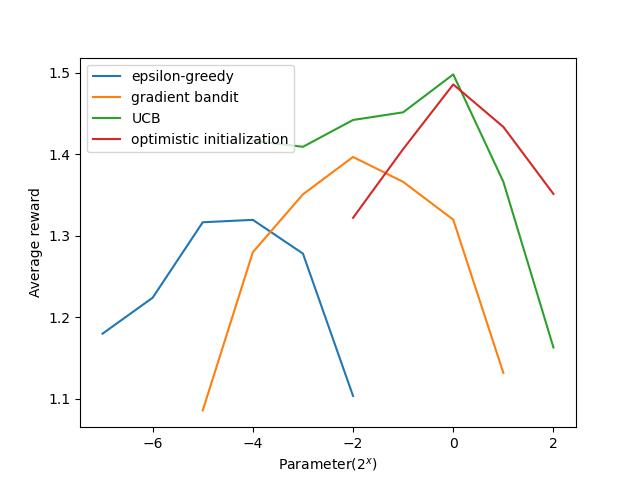 1.5
1.4
1.3
1.2
1.1
Average reward
epsilon-greedy
gradient bandit
UCB
optimistic initialization
−6 −4 −2 0 2
Parameter(2^x)